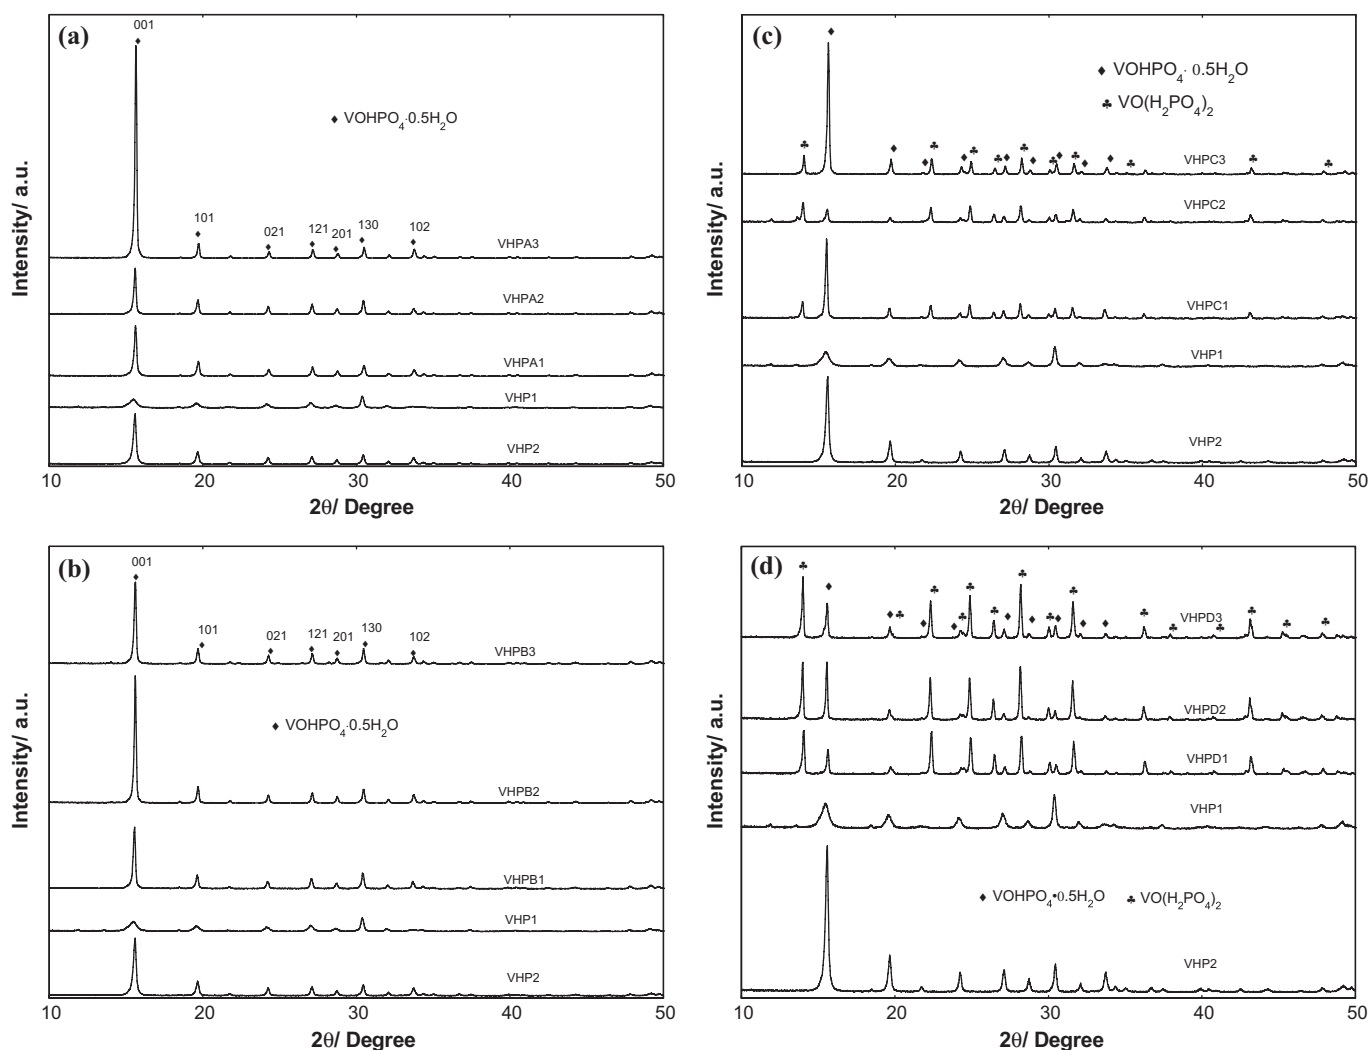 (a)
001
VOHPO4·0.5H2O
101
021
121
201
130
102
VHPA3
VHPA2
VHPA1
VHP1
VHP2
Intensity/ a.u.
10 20 30 40 50
2θ/ Degree
(c)
VOHPO4· 0.5H2O
VO(H2PO4)2
VHPC3
VHPC2
VHPC1
VHP1
VHP2
Intensity/ a.u.
10 20 30 40 50
2θ/ Degree
(b)
001
101
021
121
201
130
102
VHPB3
VOHPO4·0.5H2O
VHPB2
VHPB1
VHP1
VHP2
Intensity/ a.u.
10 20 30 40 50
2θ/ Degree
(d)
VHPD3
VHPD2
VHPD1
VHP1
VOHPO4•0.5H2O VO(H2PO4)2
VHP2
Intensity/ a.u.
10 20 30 40 50
2θ/ Degree